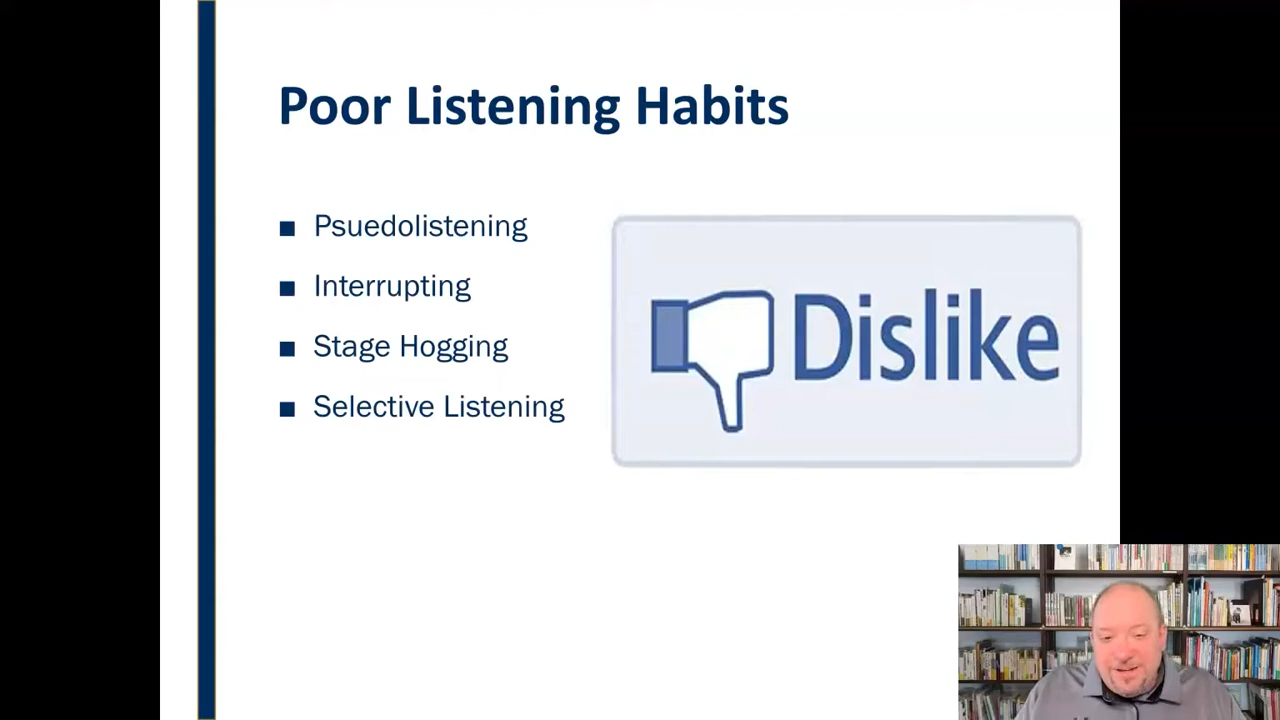 Poor Listening Habits
Psuedolistening
Interrupting
Stage Hogging
Selective Listening
Dislike